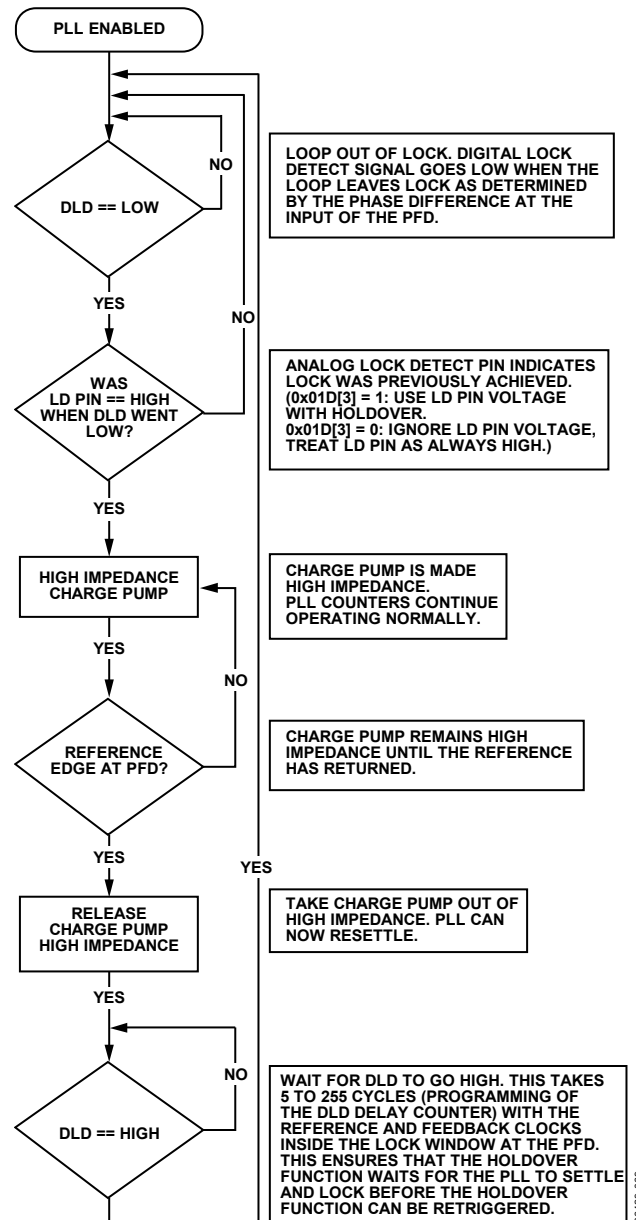 PLL ENABLED
NO
DLD == LOW
LOOP OUT OF LOCK. DIGITAL LOCK
DETECT SIGNAL GOES LOW WHEN THE
LOOP LEAVES LOCK AS DETERMINED
BY THE PHASE DIFFERENCE AT THE
INPUT OF THE PFD.
YES
NO
WAS
LD PIN == HIGH
WHEN DLD WENT
LOW?
ANALOG LOCK DETECT PIN INDICATES
LOCK WAS PREVIOUSLY ACHIEVED.
(0x01D[3] = 1: USE LD PIN VOLTAGE
WITH HOLDOVER.
0x01D[3] = 0: IGNORE LD PIN VOLTAGE,
TREAT LD PIN AS ALWAYS HIGH.)
YES
HIGH IMPEDANCE
CHARGE PUMP
CHARGE PUMP IS MADE
HIGH IMPEDANCE.
PLL COUNTERS CONTINUE
OPERATING NORMALLY.
YES
NO
REFERENCE
EDGE AT PFD?
CHARGE PUMP REMAINS HIGH
IMPEDANCE UNTIL THE REFERENCE
HAS RETURNED.
YES
YES
RELEASE
CHARGE PUMP
HIGH IMPEDANCE
TAKE CHARGE PUMP OUT OF
HIGH IMPEDANCE. PLL CAN
NOW RESETTLE.
YES
NO
DLD == HIGH
WAIT FOR DLD TO GO HIGH. THIS TAKES
5 TO 255 CYCLES (PROGRAMMING OF
THE DLD DELAY COUNTER) WITH THE
REFERENCE AND FEEDBACK CLOCKS
INSIDE THE LOCK WINDOW AT THE PFD.
THIS ENSURES THAT THE HOLDOVER
FUNCTION WAITS FOR THE PLL TO SETTLE
AND LOCK BEFORE THE HOLDOVER
FUNCTION CAN BE RETRIGGERED.